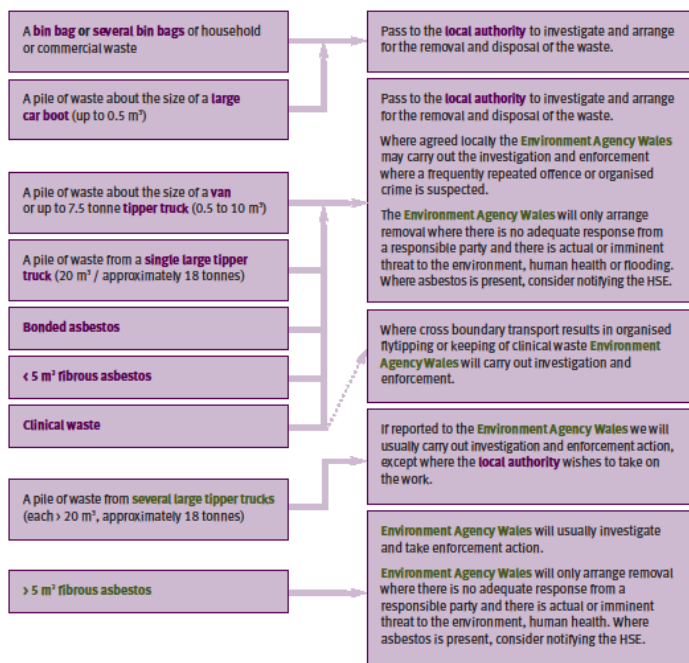 A bin bag or several bin bags of household
or commercial waste
Pass to the local authority to investigate and arrange
for the removal and disposal of the waste.
A pile of waste about the size of a large
car boot (up to 0.5 m³)
Pass to the local authority to investigate and arrange
for the removal and disposal of the waste.
Where agreed locally the Environment Agency Wales
may carry out the investigation and enforcement
where a frequently repeated offence or organised
crime is suspected.
The Environment Agency Wales will only arrange
removal where there is no adequate response from
a responsible party and there is actual or imminent
threat to the environment, human health or flooding.
Where asbestos is present, consider notifying the HSE.
A pile of waste about the size of a van
or up to 7.5 tonne tipper truck (0.5 to 10 m³)
A pile of waste from a single large tipper
truck (20 m³ / approximately 18 tonnes)
Bonded asbestos
< 5 m³ fibrous asbestos
Clinical waste
Where cross boundary transport results in organised
flytipping or keeping of clinical waste Environment
Agency Wales will carry out investigation and
enforcement.
If reported to the Environment Agency Wales we will
usually carry out investigation and enforcement action,
except where the local authority wishes to take on
the work.
A pile of waste from several large tipper trucks
(each > 20 m³, approximately 18 tonnes)
> 5 m³ fibrous asbestos
Environment Agency Wales will usually investigate
and take enforcement action.
Environment Agency Wales will only arrange removal
where there is no adequate response from a
responsible party and there is actual or imminent
threat to the environment, human health. Where
asbestos is present, consider notifying the HSE.